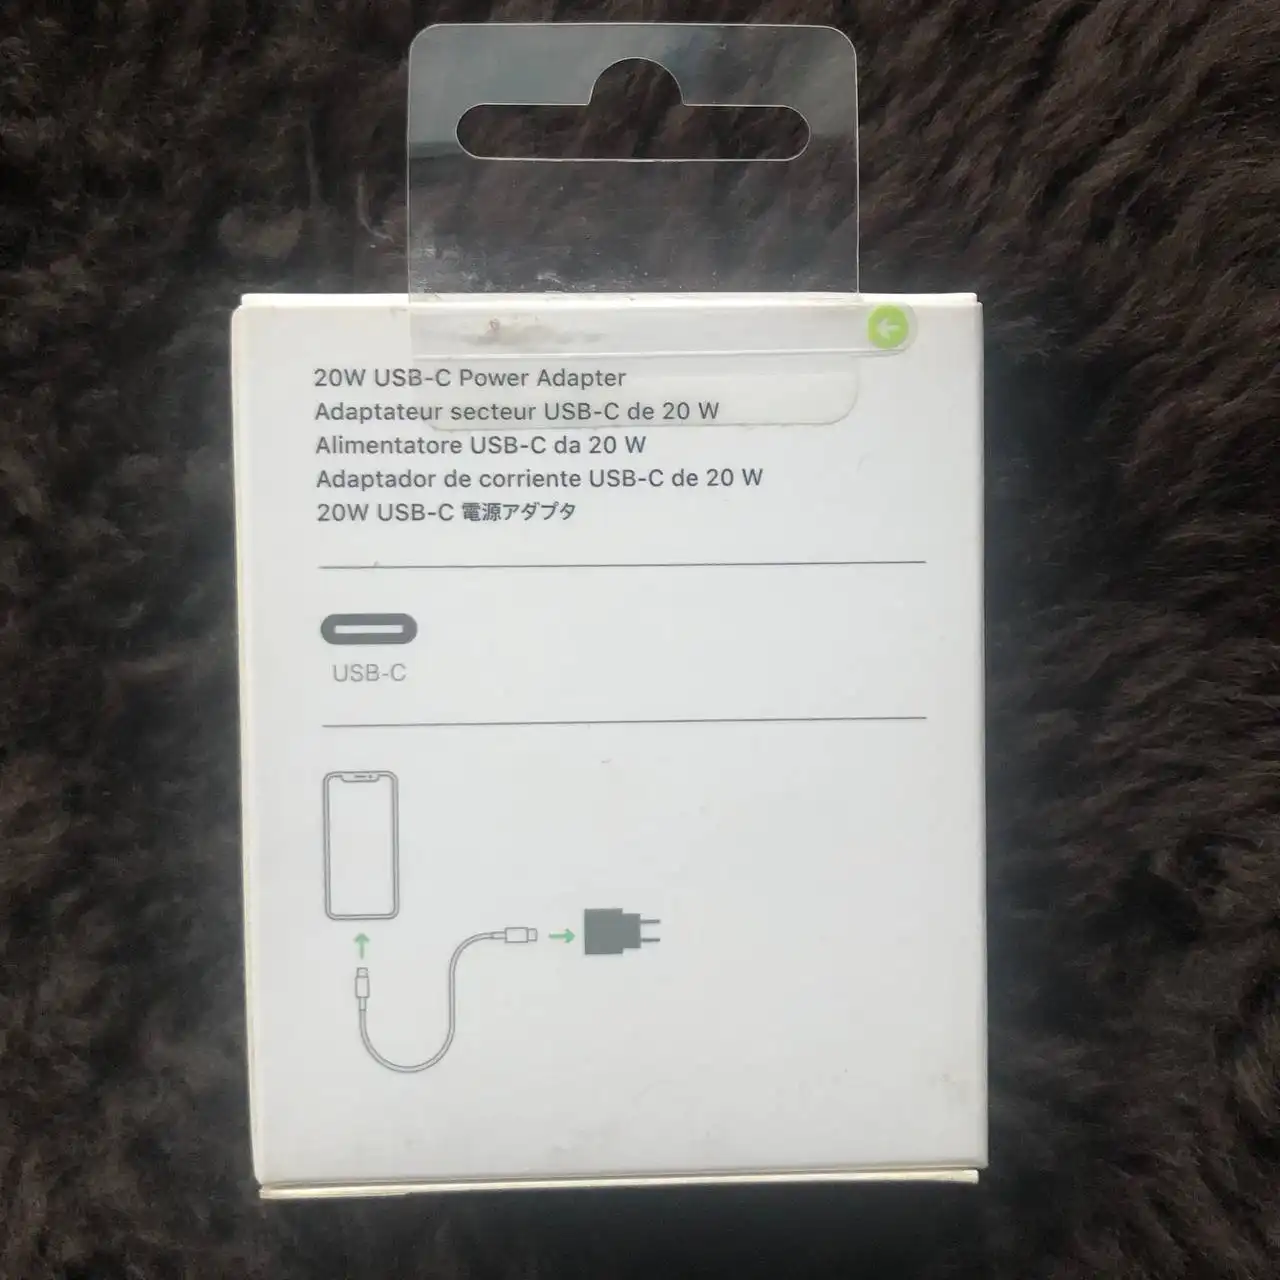 20W USB-C Power Adapter
Adaptateur secteur USB-C de 20 W
Alimentatore USB-C da 20 W
Adaptador de corriente USB-C de 20 W
20W USB-C 電源アダプタ
USB-C